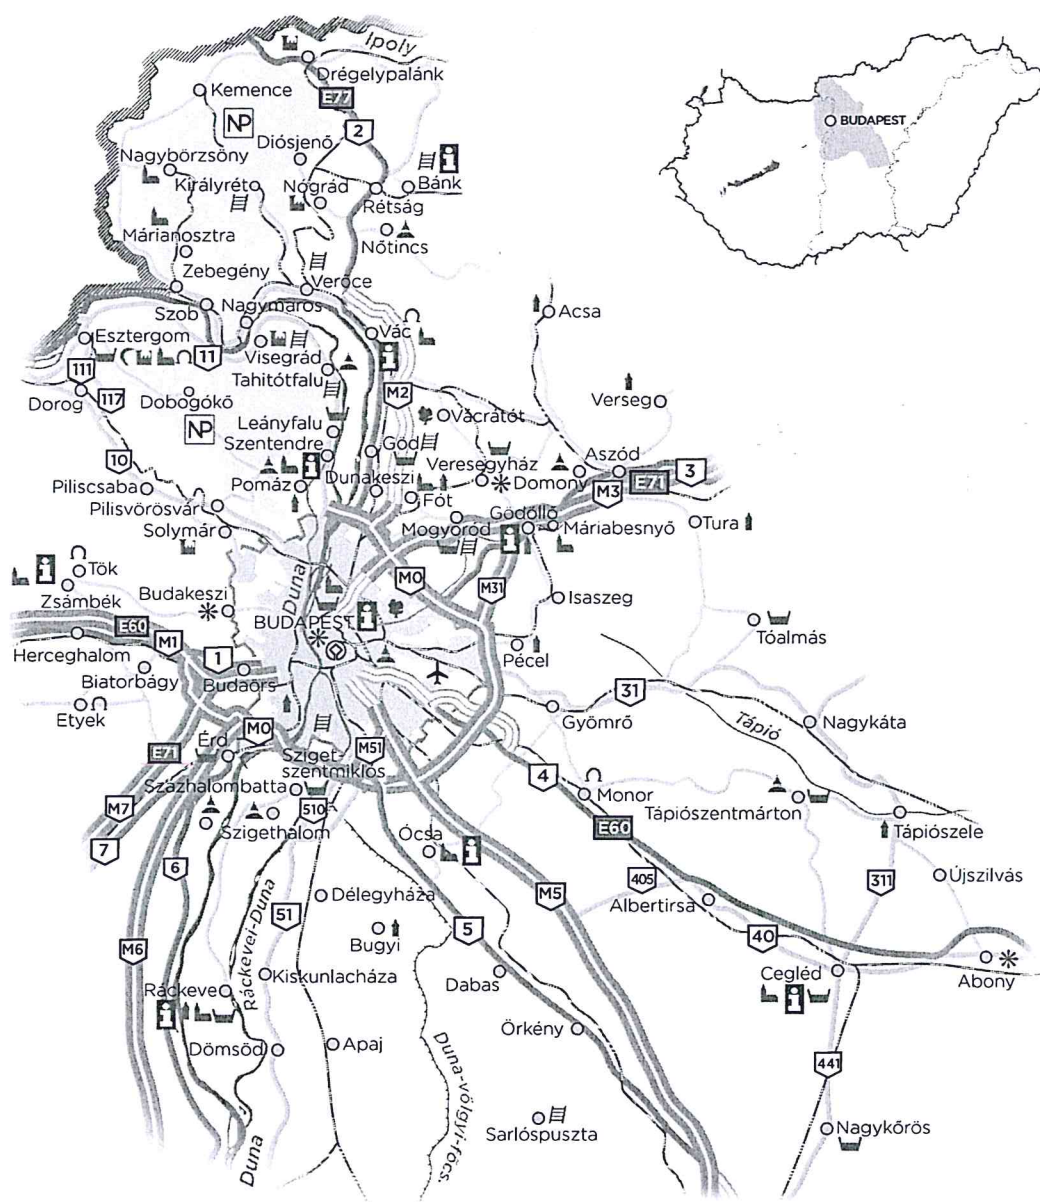 Ipoly
Drégelypalánk
Kemence
E77
NP
2
BUDAPEST
Diósjenő
Nagybörzsöny
Bánk
Királyrét
Nógrád
Rétság
Márianosztra
Nőtincs
Zebegény
Verőce
Szob
Nagymaros
Acsa
Esztergom
Vác
11
Visegrád
111
Tahitótfalu
117
M2
Dorog
Dobogókő
Verseg
Vácrátót
NP
Leányfalu
Szentendre
Göd
10
Veresegyház
Aszód
3
Piliscsaba
Pomáz
Dunakeszi
Domony
E71
M3
Pilisvörösvár
Fót
Gödöllő
Solymár
Mogyoród
Máriabesnyő
Tura
Tök
Duna
M0
M31
Zsámbék
Budakeszi
Isaszeg
BUDAPEST
E60
M1
Tóalmás
Herceghalom
1
Pécel
Biatorbágy
Budaörs
31
Etyek
Gyömrő
Nagykáta
Tápió
M0
Érd
E71
M51
Sziget-
szentmiklós
4
Százhalombatta
Monor
M7
510
Tápiószentmárton
Szigethalom
E60
Tápiószele
7
Ócsa
6
405
311
Újszilvás
Délegyháza
M5
Albertirsa
51
Ráckevei-Duna
5
40
M6
Bugyi
Kiskunlacháza
Cegléd
Abony
Ráckeve
Dabas
Örkény
Dömsöd
Apaj
441
Duna-völgyi-főcs.
Sarlóspuszta
Nagykőrös
Duna